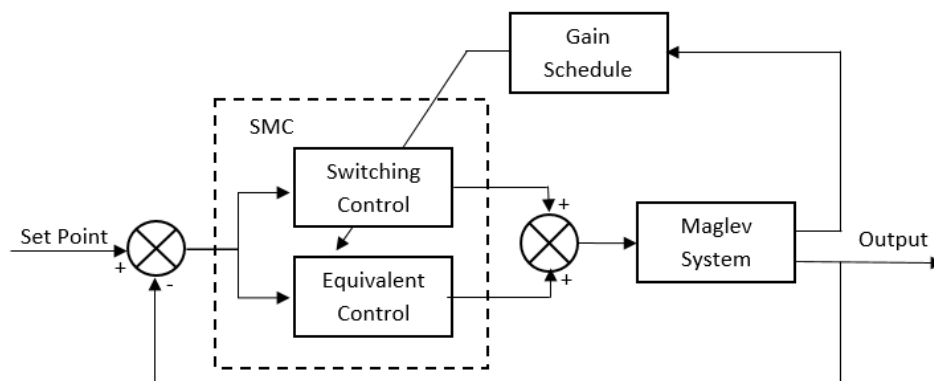 Gain
Schedule
SMC
Switching
Control
Set Point
+
-
Equivalent
Control
+
+
Maglev
System
Output